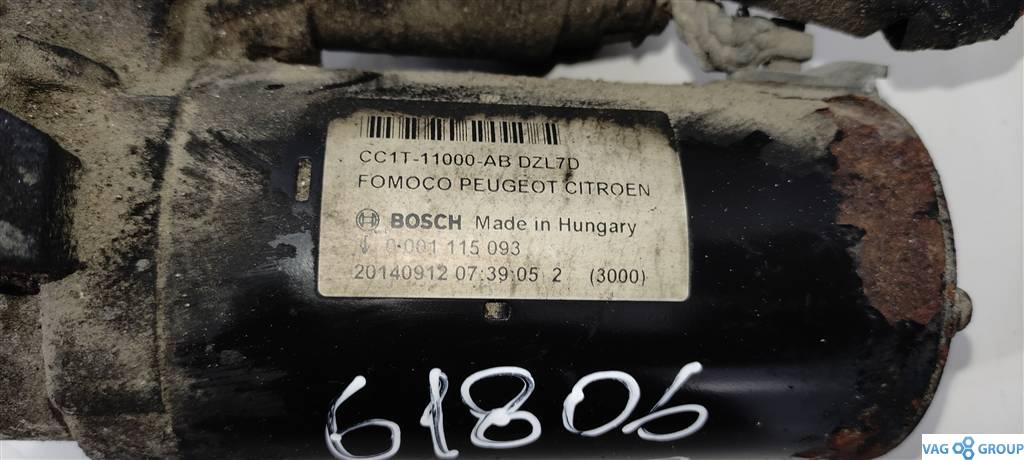 CC1T-11000-AB DZL7D
FOMOCO PEUGEOT CITROEN
BOSCH Made in Hungary
0 001 115 093
20140912 07:39:05 2 (3000)
61806
VAG GROUP